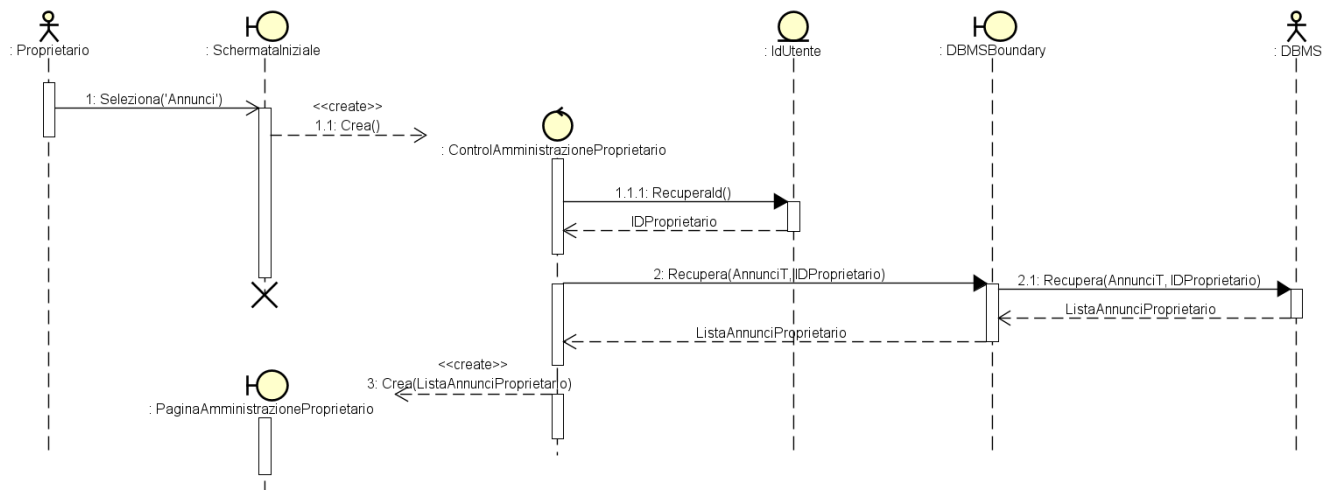 : Proprietario
: SchermataIniziale
: IdUtente
: DBMSBoundary
: DBMS
1: Seleziona('Annunci')
<<create>>
1.1: Crea()
: ControlAmministrazioneProprietario
1.1.1: RecuperaId()
IDProprietario
2: Recupera(AnnunciT, IDProprietario)
2.1: Recupera(AnnunciT, IDProprietario)
ListaAnnunciProprietario
ListaAnnunciProprietario
<<create>>
3: Crea(ListaAnnunciProprietario)
: PaginaAmministrazioneProprietario